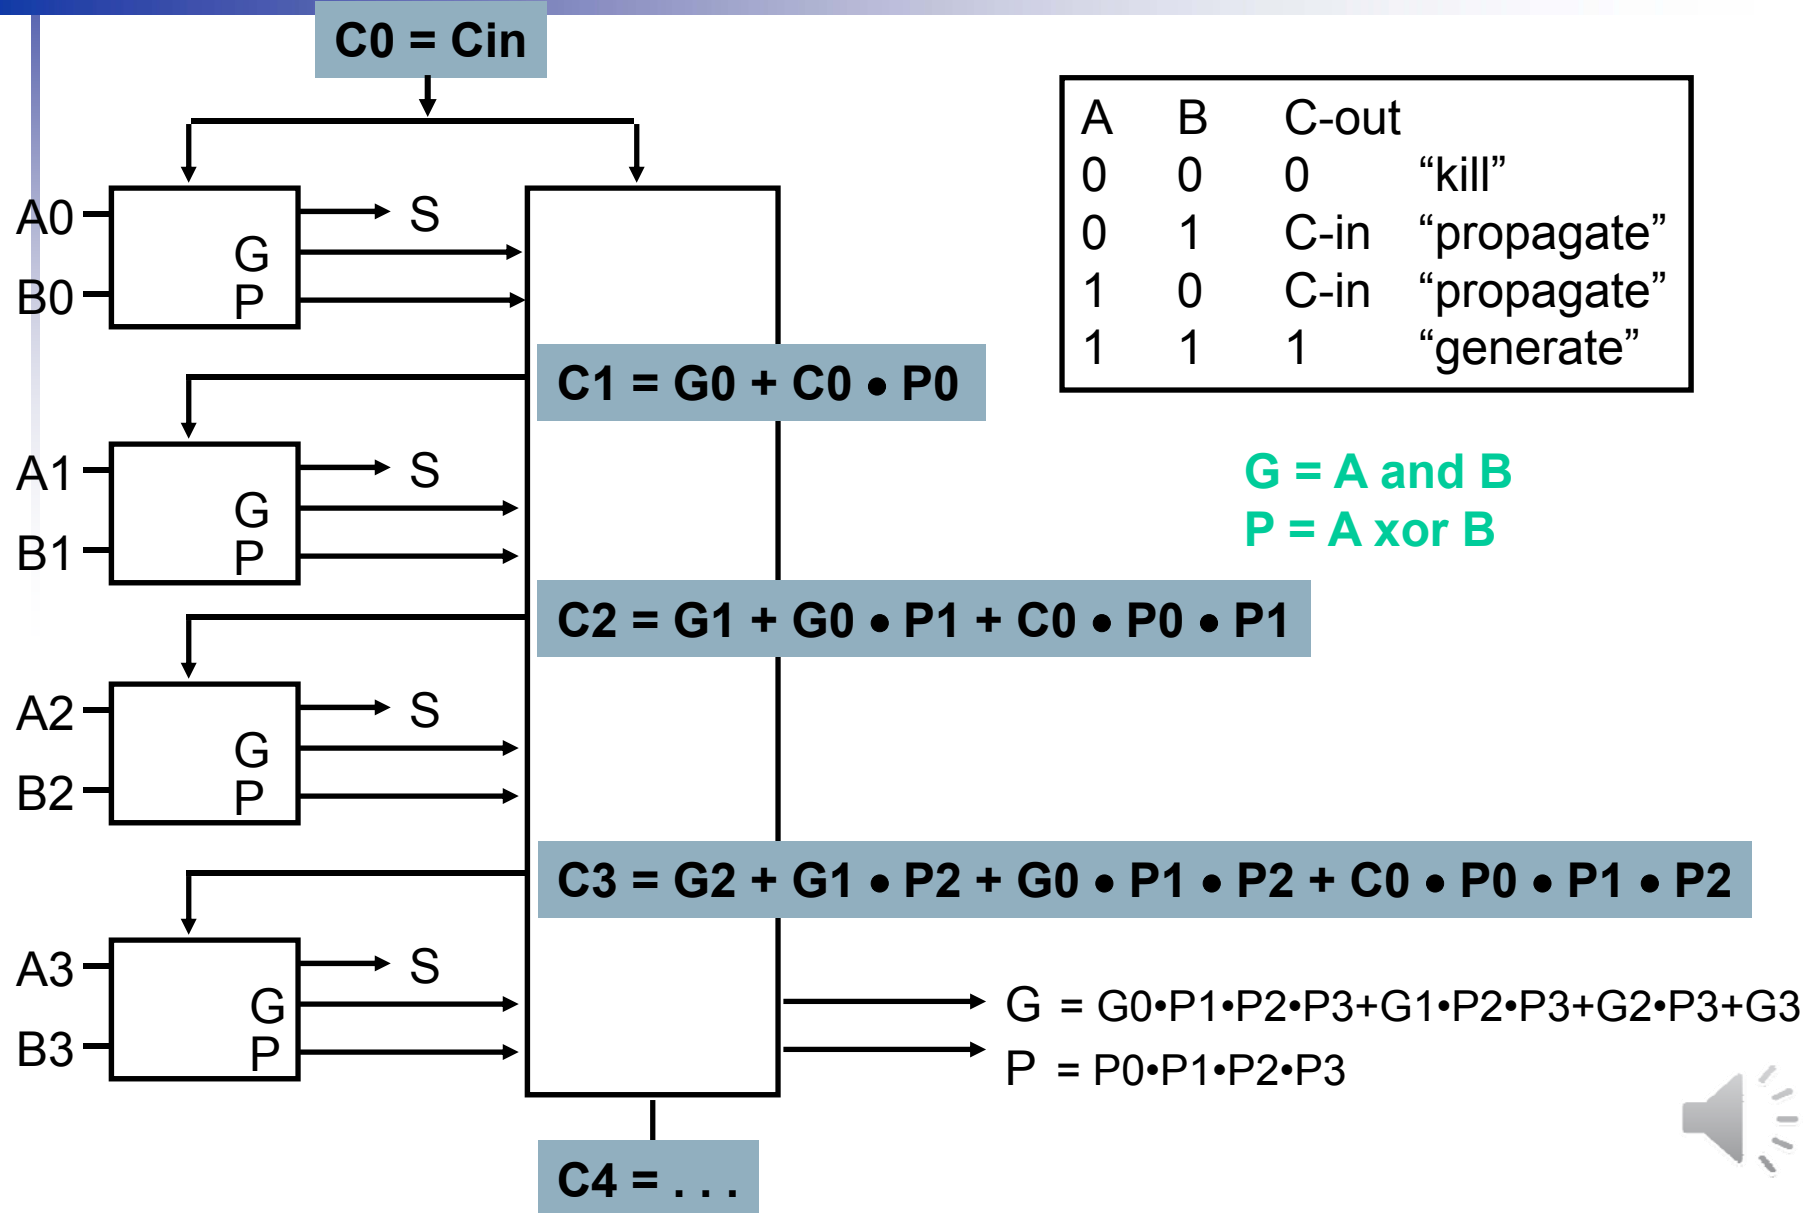 C0 = Cin
A B C-out
0 0 0 “kill”
0 1 C-in “propagate”
1 0 C-in “propagate”
1 1 1 “generate”
A0
S
G
B0
P
C1 = G0 + C0 • P0
G = A and B
P = A xor B
A1
S
G
B1
P
C2 = G1 + G0 • P1 + C0 • P0 • P1
A2
S
G
B2
P
C3 = G2 + G1 • P2 + G0 • P1 • P2 + C0 • P0 • P1 • P2
A3
S
G
B3
P
G = G0•P1•P2•P3+G1•P2•P3+G2•P3+G3
P = P0•P1•P2•P3
C4 = . . .